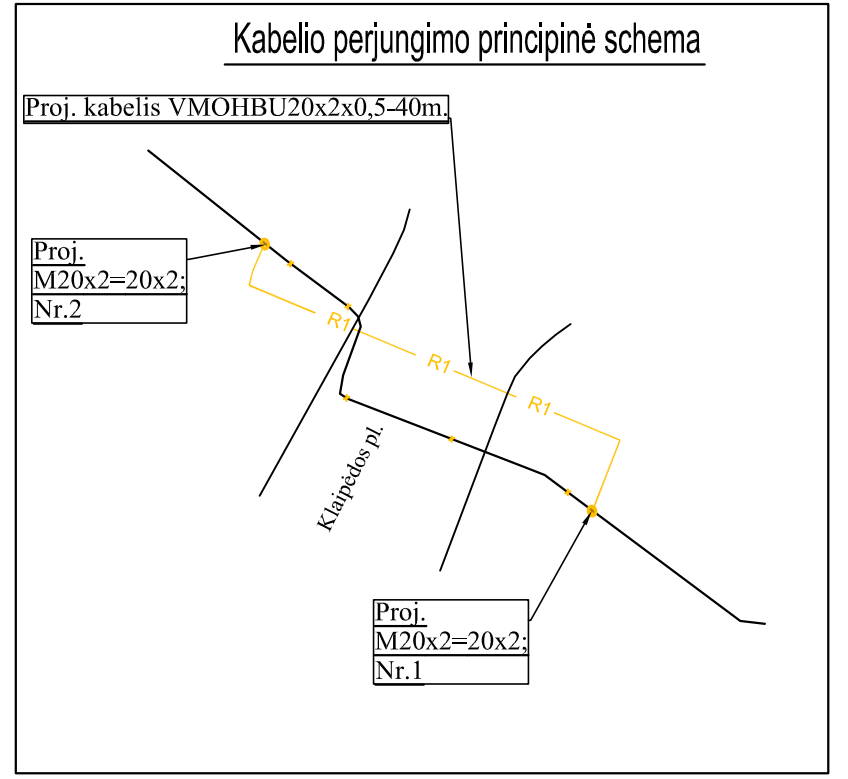 Kabelio perjungimo principinė schema
Proj. kabelis VMOHBU20x2x0,5-40m.
Proj.
M20x2=20x2;
Nr.2
R1
R1
R1
Klaipėdos pl.
Proj.
M20x2=20x2;
Nr.1